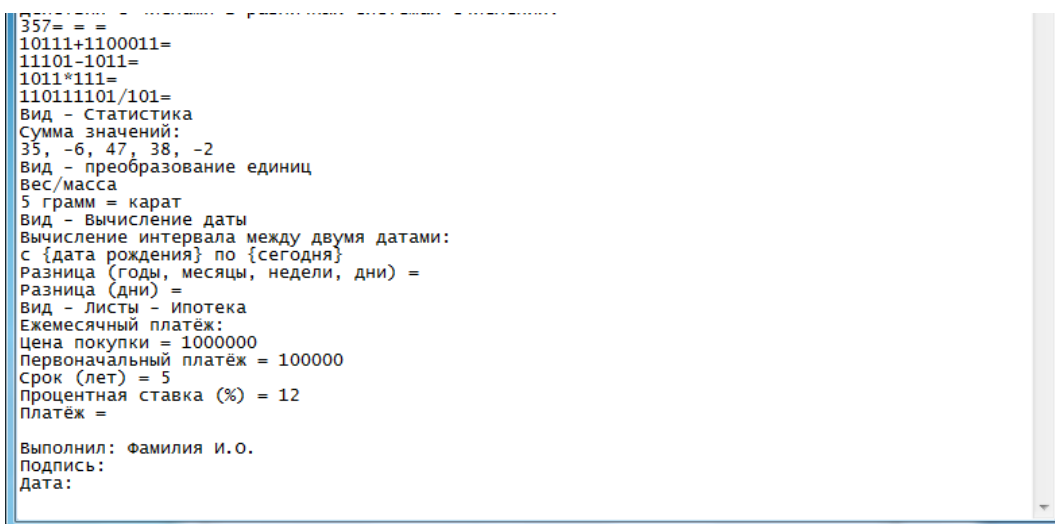 357= = =
10111+1100011=
11101-1011=
1011*111=
110111101/101=
Вид - Статистика
Сумма значений:
35, -6, 47, 38, -2
Вид - преобразование единиц
Вес/масса
5 грамм = карат
Вид - Вычисление даты
Вычисление интервала между двумя датами:
с {дата рождения} по {сегодня}
Разница (годы, месяцы, недели, дни) =
Разница (дни) =
Вид - Листы - Ипотека
Ежемесячный платёж:
Цена покупки = 1000000
Первоначальный платёж = 100000
Срок (лет) = 5
Процентная ставка (%) = 12
Платёж =
Выполнил: Фамилия И.О.
Подпись:
Дата: